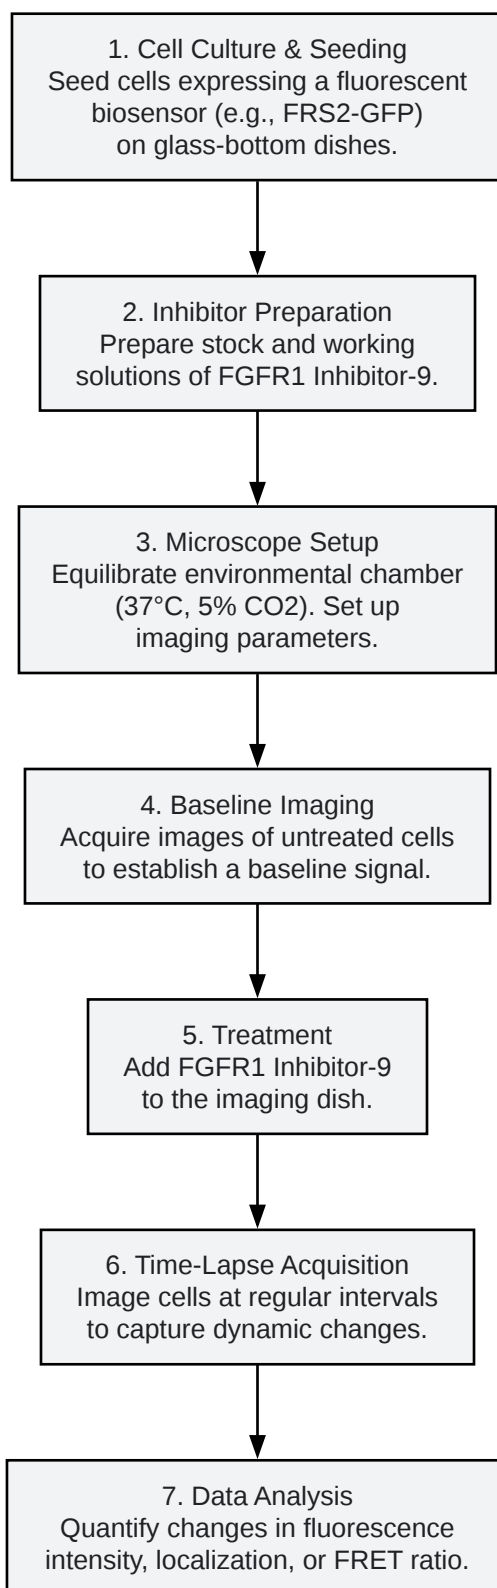 1. Cell Culture & Seeding
Seed cells expressing a fluorescent
biosensor (e.g., FRS2-GFP)
on glass-bottom dishes.
2. Inhibitor Preparation
Prepare stock and working
solutions of FGFR1 Inhibitor-9.
3. Microscope Setup
Equilibrate environmental chamber
(37°C, 5% CO2). Set up
imaging parameters.
4. Baseline Imaging
Acquire images of untreated cells
to establish a baseline signal.
5. Treatment
Add FGFR1 Inhibitor-9
to the imaging dish.
6. Time-Lapse Acquisition
Image cells at regular intervals
to capture dynamic changes.
7. Data Analysis
Quantify changes in fluorescence
intensity, localization, or FRET ratio.